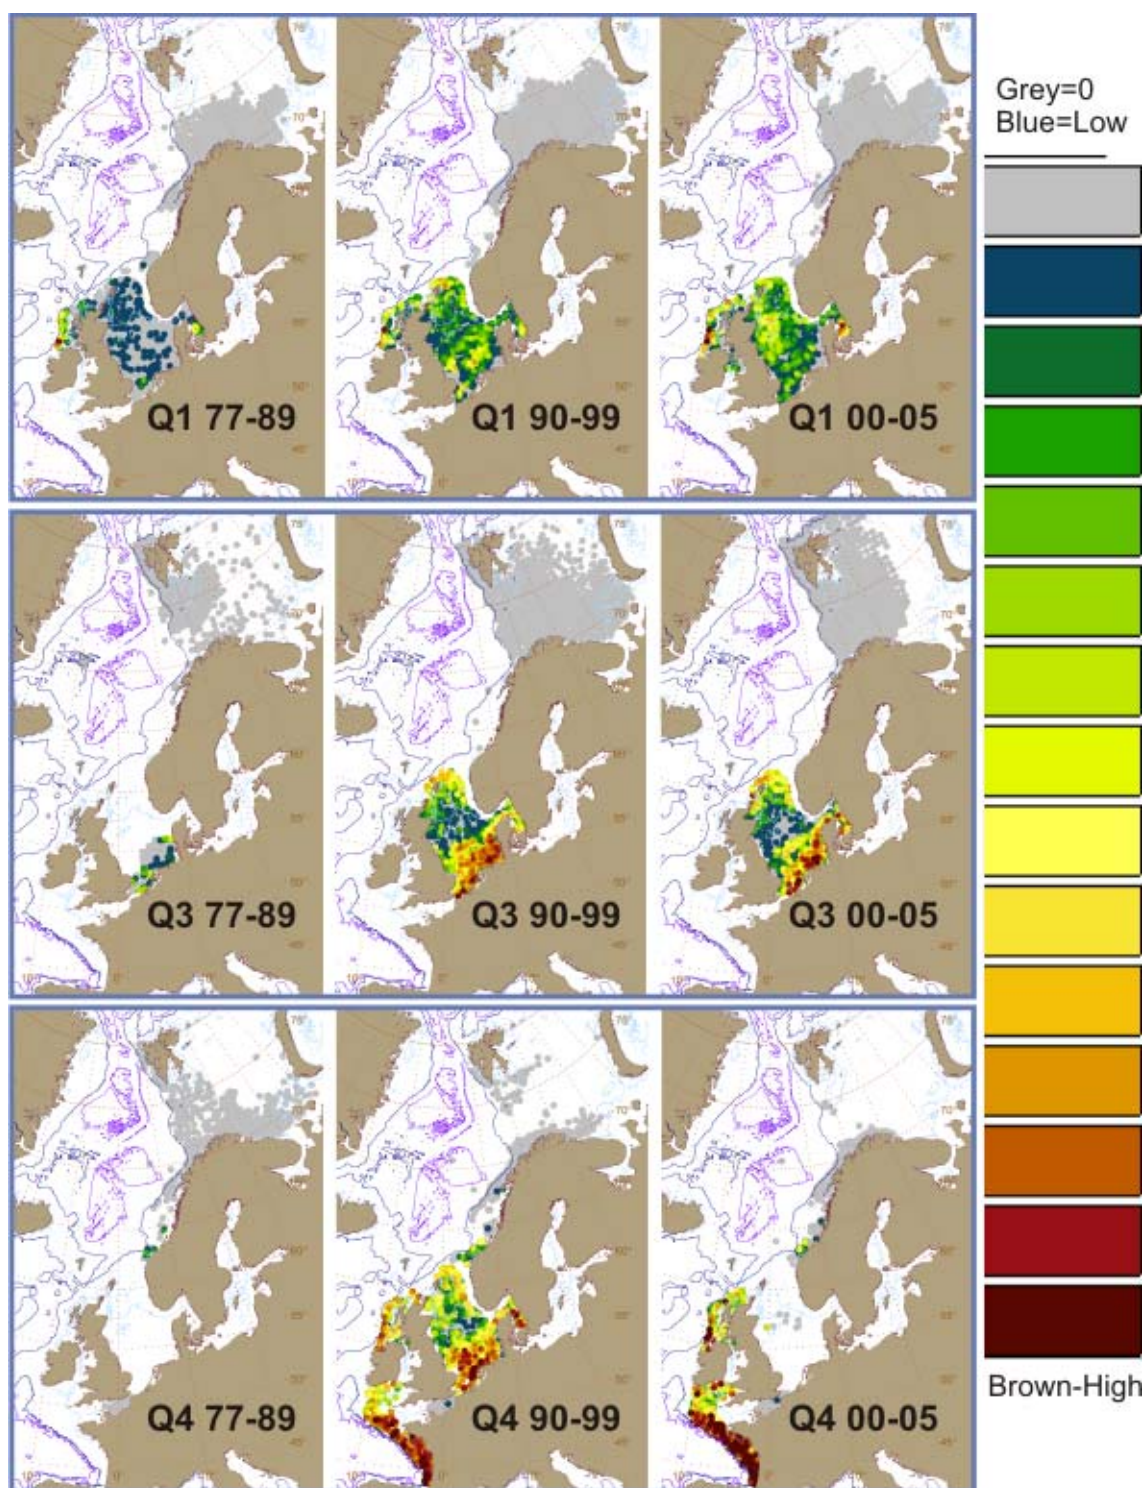 Grey=0
Blue=Low
Q1 77-89
Q1 90-99
Q1 00-05
Q3 77-89
Q3 90-99
Q3 00-05
Q4 77-89
Q4 90-99
Q4 00-05
Brown-High